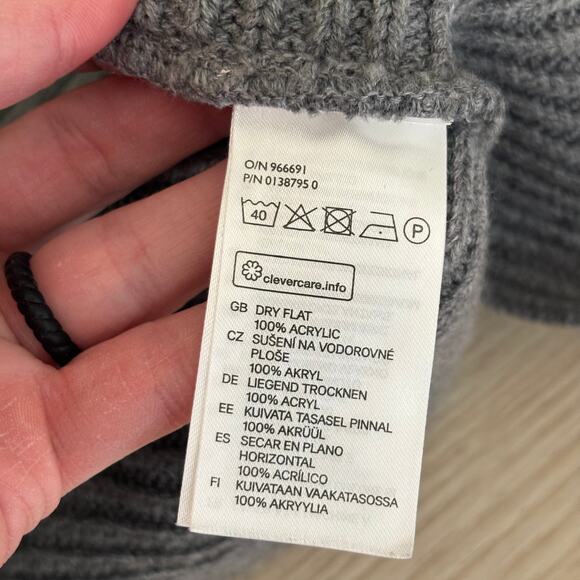 O/N 966691
P/N 0138795 0
40 P
clevercare.info
GB DRY FLAT
100% ACRYLIC
CZ SUŠENÍ NA VODOROVNÉ
PLOŠE
100% AKRYL
DE LIEGEND TROCKNEN
100% ACRYL
EE KUIVATA TASASEL PINNAL
100% AKRÜÜL
ES SECAR EN PLANO
HORIZONTAL
100% ACRÍLICO
FI KUIVATAAN VAAKATASOSSA
100% AKRYYLIA